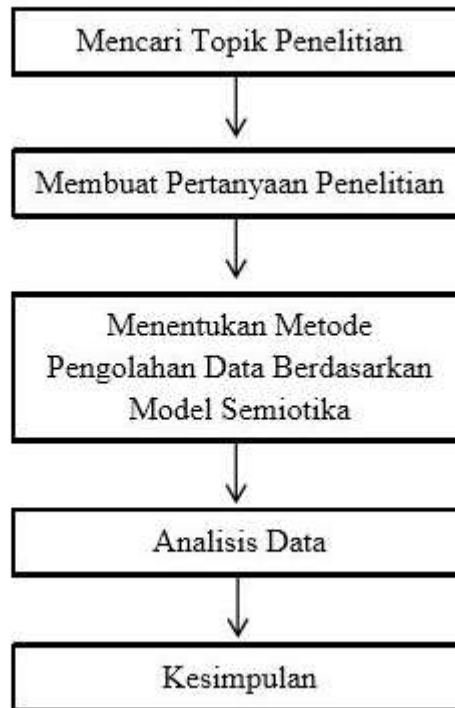 Mencari Topik Penelitian
Membuat Pertanyaan Penelitian
Menentukan Metode
Pengolahan Data Berdasarkan
Model Semiotika
Analisis Data
Kesimpulan